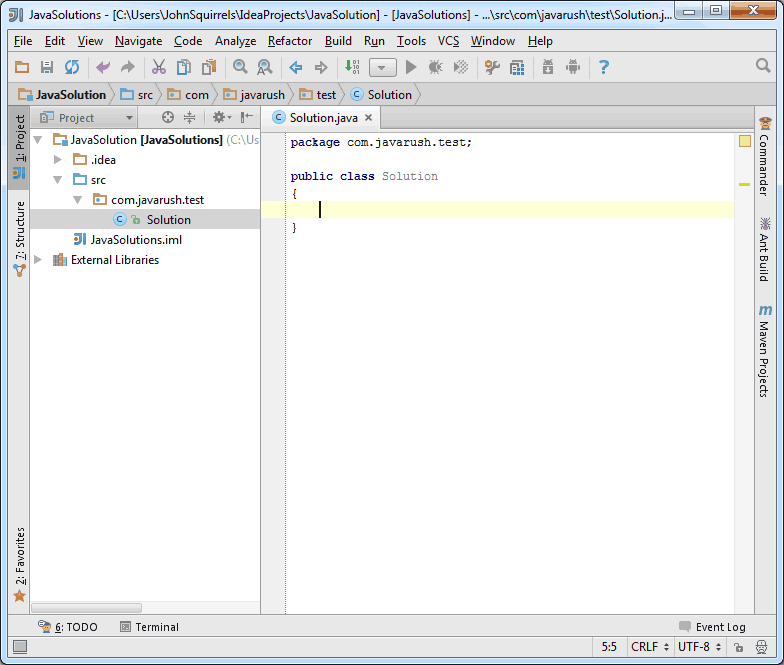 JavaSolutions - [C:\Users\JohnSquirrels\IdeaProjects\JavaSolution] - [JavaSolutions] - ...\src\com\javarush\test\Solution.j...
File Edit View Navigate Code Analyze Refactor Build Run Tools VCS Window Help
JavaSolution src com javarush test Solution
1: Project
7: Structure
2: Favorites
Project
JavaSolution [JavaSolutions] (C:\Us
.idea
src
com.javarush.test
Solution
JavaSolutions.iml
External Libraries
Solution.java
package com.javarush.test;
public class Solution
{
}
Commander
Ant Build
Maven Projects
6: TODO Terminal Event Log
5:5 CRLF UTF-8